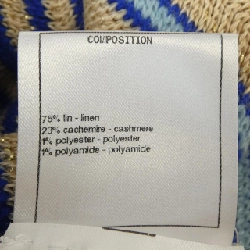 COMPOSITION
75% lin - linen
23% cachemire - cashmere
1% polyester - polyester
1% polyamide - polyamide